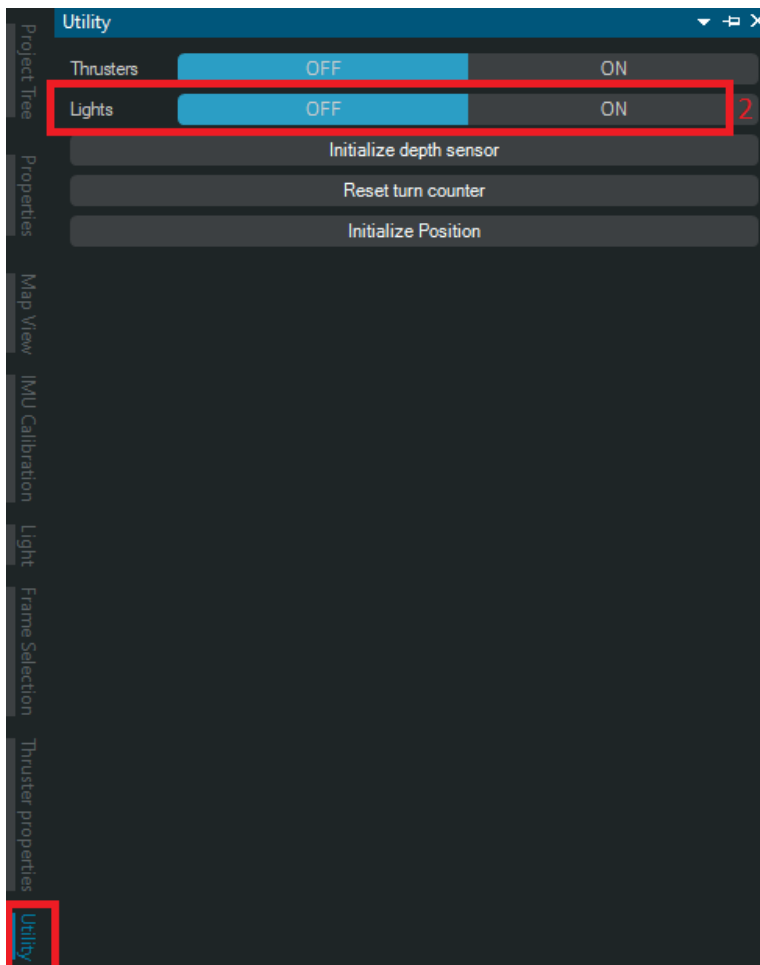 Utility
Thrusters OFF ON
Lights OFF ON 2
Initialize depth sensor
Reset turn counter
Initialize Position
Project Tree
Properties
Map View
IMU Calibration
Light
Frame Selection
Thruster properties
Utility